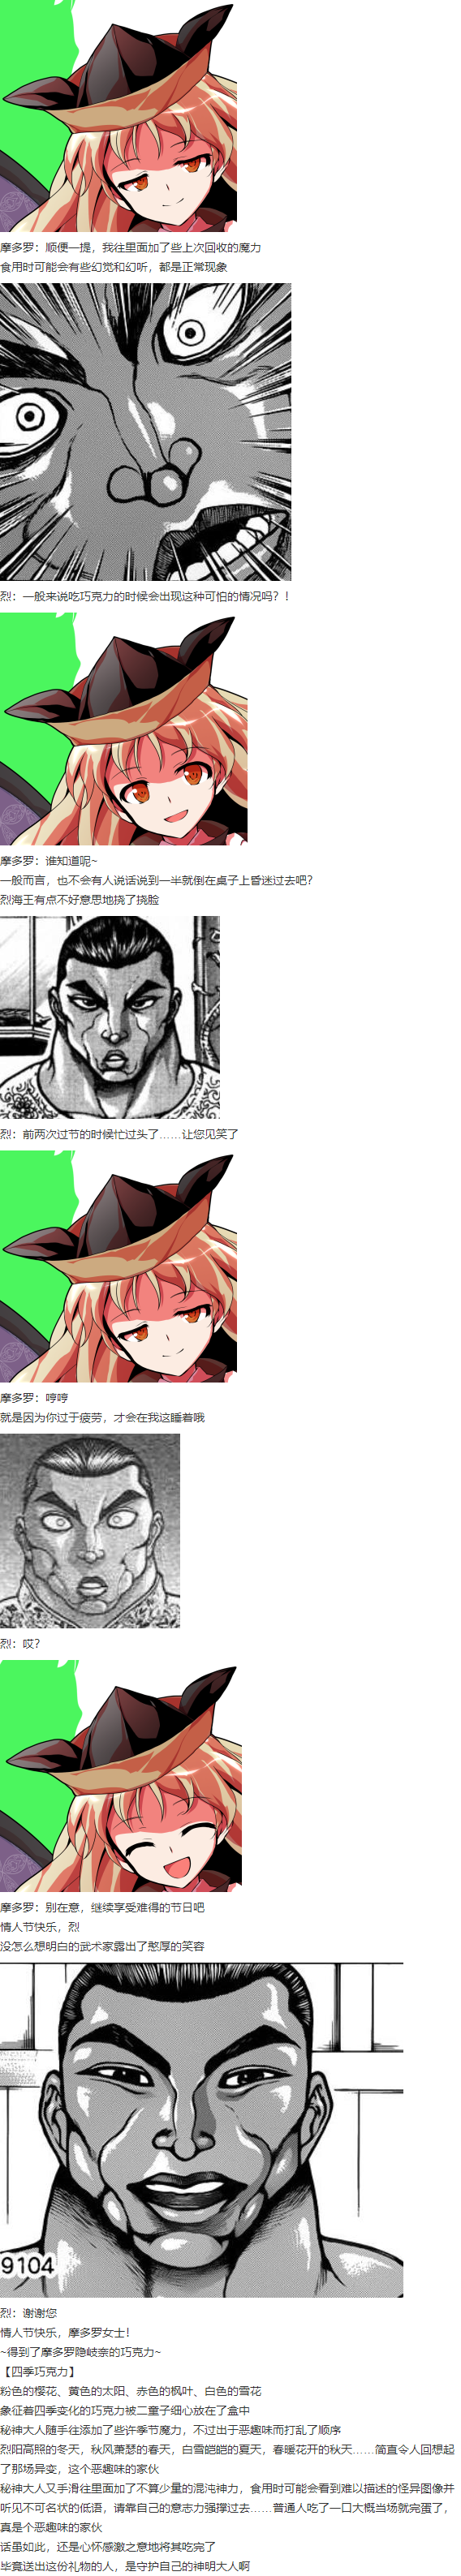 摩多罗：顺便一提，我往里面加了些上次回收的魔力
食用时可能会有些幻觉和幻听，都是正常现象
烈：一般来说吃巧克力的时候会出现这种可怕的情况吗？！
摩多罗：谁知道呢~
一般而言，也不会有人说话说到一半就倒在桌子上昏迷过去吧？
烈海王有点不好意思地挠了挠脸
烈：前两次过节的时候忙过头了……让您见笑了
摩多罗：哼哼
就是因为你过于疲劳，才会在我这睡着哦
烈：哎？
摩多罗：别在意，继续享受难得的节日吧
情人节快乐，烈
没怎么想明白的武术家露出了憨厚的笑容
9104
烈：谢谢您
情人节快乐，摩多罗女士！
~得到了摩多罗隐岐奈的巧克力~
【四季巧克力】
粉色的樱花、黄色的太阳、赤色的枫叶、白色的雪花
象征着四季变化的巧克力被二童子细心放在了盒中
秘神大人随手往添加了些许季节魔力，不过出于恶趣味而打乱了顺序
烈阳高照的冬天，秋风萧瑟的春天，白雪皑皑的夏天，春暖花开的秋天……简直令人回想起
了那场异变，这个恶趣味的家伙
秘神大人又手滑往里面加了不算少量的混沌神力，食用时可能会看到难以描述的怪异图像并
听见不可名状的低语，请靠自己的意志力强撑过去……普通人吃了一口大概当场就完蛋了，
真是个恶趣味的家伙
话虽如此，还是心怀感激之意地将其吃完了
毕竟送出这份礼物的人，是守护自己的神明大人啊